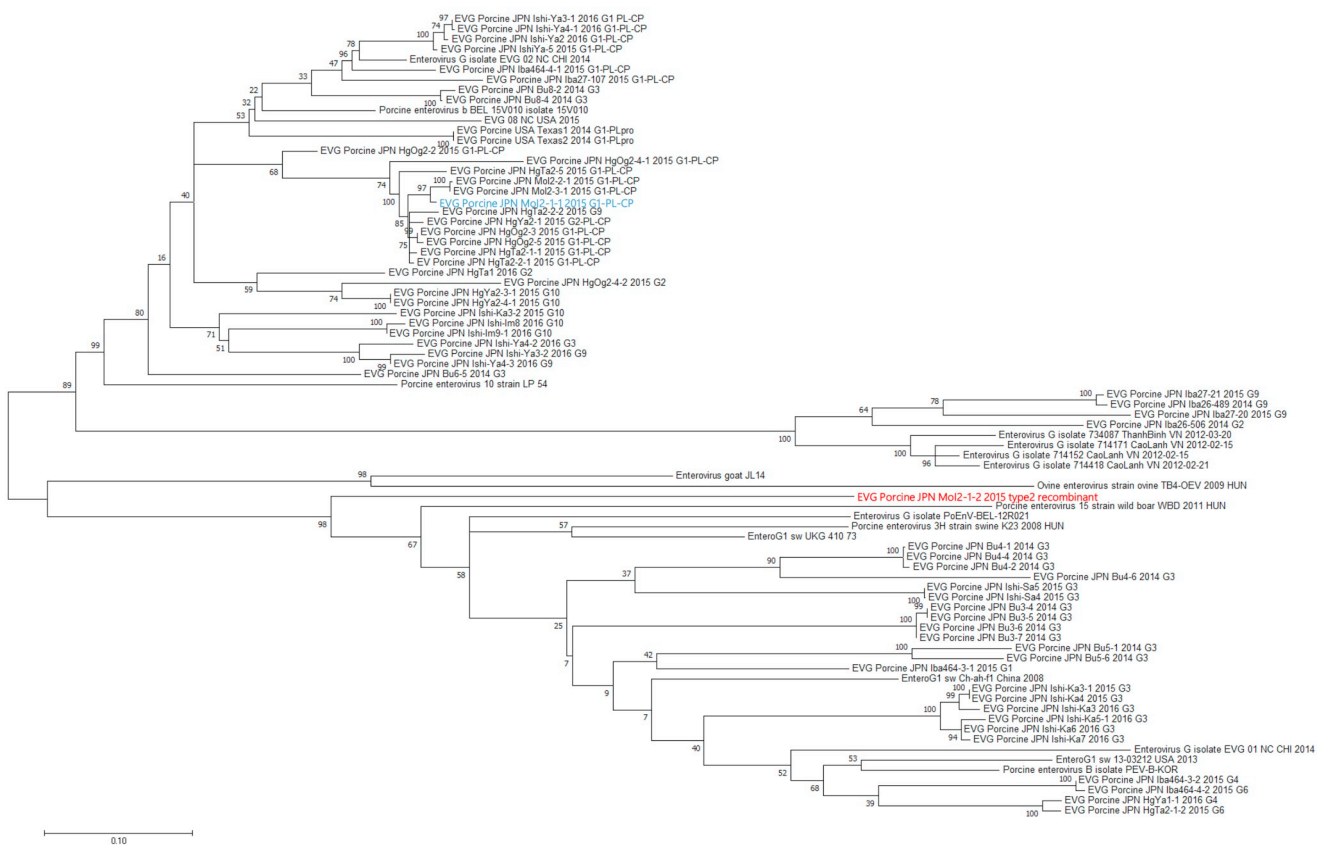 97
EVG Porcine JPN Ishi-Ya3-1 2016 G1 PL-CP
74
EVG Porcine JPN Ishi-Ya4-1 2016 G1-PL-CP
100
EVG Porcine JPN Ishi-Ya2 2016 G1-PL-CP
78
EVG Porcine JPN IshiYa-5 2015 G1-PL-CP
96
Enterovirus G isolate EVG 02 NC CHI 2014
47
EVG Porcine JPN Iba464-4-1 2015 G1-PL-CP
33
EVG Porcine JPN Iba27-107 2015 G1-PL-CP
22
EVG Porcine JPN Bu8-2 2014 G3
100
EVG Porcine JPN Bu8-4 2014 G3
32
Porcine enterovirus b BEL 15V010 isolate 15V010
53
EVG 08 NC USA 2015
EVG Porcine USA Texas1 2014 G1-PLpro
100
EVG Porcine USA Texas2 2014 G1-PLpro
EVG Porcine JPN HgOg2-2 2015 G1-PL-CP
68
EVG Porcine JPN HgOg2-4-1 2015 G1-PL-CP
74
EVG Porcine JPN HgTa2-5 2015 G1-PL-CP
100
EVG Porcine JPN MoI2-2-1 2015 G1-PL-CP
97
EVG Porcine JPN MoI2-3-1 2015 G1-PL-CP
40
100
EVG Porcine JPN MoI2-1-1 2015 G1-PL-CP
EVG Porcine JPN HgTa2-2-2 2015 G9
85
EVG Porcine JPN HgYa2-1 2015 G2-PL-CP
99
EVG Porcine JPN HgOg2-3 2015 G1-PL-CP
75
EVG Porcine JPN HgOg2-5 2015 G1-PL-CP
EVG Porcine JPN HgTa2-1-1 2015 G1-PL-CP
16
EV Porcine JPN HgTa2-2-1 2015 G1-PL-CP
EVG Porcine JPN HgTa1 2016 G2
59
EVG Porcine JPN HgOg2-4-2 2015 G2
74
EVG Porcine JPN HgYa2-3-1 2015 G10
100
EVG Porcine JPN HgYa2-4-1 2015 G10
80
EVG Porcine JPN Ishi-Ka3-2 2015 G10
71
100
EVG Porcine JPN Ishi-Im8 2016 G10
EVG Porcine JPN Ishi-Im9-1 2016 G10
51
EVG Porcine JPN Ishi-Ya4-2 2016 G3
99
100
EVG Porcine JPN Ishi-Ya3-2 2016 G9
99
EVG Porcine JPN Ishi-Ya4-3 2016 G9
EVG Porcine JPN Bu6-5 2014 G3
89
Porcine enterovirus 10 strain LP 54
100
EVG Porcine JPN Iba27-21 2015 G9
78
EVG Porcine JPN Iba26-489 2014 G9
64
EVG Porcine JPN Iba27-20 2015 G9
EVG Porcine JPN Iba26-506 2014 G2
100
Enterovirus G isolate 734087 ThanhBinh VN 2012-03-20
100
Enterovirus G isolate 714171 CaoLanh VN 2012-02-15
Enterovirus G isolate 714152 CaoLanh VN 2012-02-15
96
Enterovirus G isolate 714418 CaoLanh VN 2012-02-21
98
Enterovirus goat JL14
Ovine enterovirus strain ovine TB4-OEV 2009 HUN
EVG Porcine JPN MoI2-1-2 2015 type2 recombinant
98
Porcine enterovirus 15 strain wild boar WBD 2011 HUN
Enterovirus G isolate PoEnV-BEL-12R021
57
Porcine enterovirus 3H strain swine K23 2008 HUN
67
EnteroG1 sw UKG 410 73
100
EVG Porcine JPN Bu4-1 2014 G3
90
EVG Porcine JPN Bu4-4 2014 G3
EVG Porcine JPN Bu4-2 2014 G3
58
37
EVG Porcine JPN Bu4-6 2014 G3
EVG Porcine JPN Ishi-Sa5 2015 G3
100
EVG Porcine JPN Ishi-Sa4 2015 G3
99
EVG Porcine JPN Bu3-4 2014 G3
100
EVG Porcine JPN Bu3-5 2014 G3
25
EVG Porcine JPN Bu3-6 2014 G3
EVG Porcine JPN Bu3-7 2014 G3
100
EVG Porcine JPN Bu5-1 2014 G3
42
EVG Porcine JPN Bu5-6 2014 G3
7
EVG Porcine JPN Iba464-3-1 2015 G1
EnteroG1 sw Ch-ah-f1 China 2008
9
100
EVG Porcine JPN Ishi-Ka3-1 2015 G3
99
EVG Porcine JPN Ishi-Ka4 2015 G3
EVG Porcine JPN Ishi-Ka3 2016 G3
7
100
EVG Porcine JPN Ishi-Ka5-1 2016 G3
EVG Porcine JPN Ishi-Ka6 2016 G3
94
EVG Porcine JPN Ishi-Ka7 2016 G3
40
Enterovirus G isolate EVG 01 NC CHI 2014
53
EnteroG1 sw 13-03212 USA 2013
52
Porcine enterovirus B isolate PEV-B-KOR
100
EVG Porcine JPN Iba464-3-2 2015 G4
68
EVG Porcine JPN Iba464-4-2 2015 G6
39
EVG Porcine JPN HgYa1-1 2016 G4
100
EVG Porcine JPN HgTa2-1-2 2015 G6
0.10